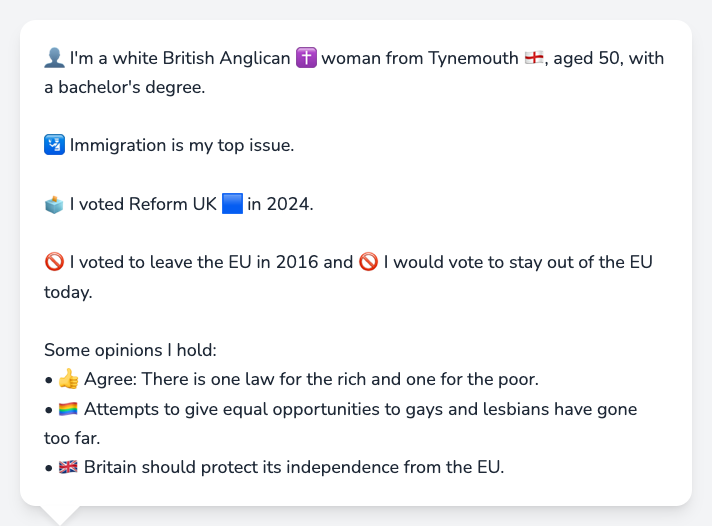 👤 I'm a white British Anglican ✝️ woman from Tynemouth 🏴󠁧󠁢󠁥󠁮󠁧󠁿, aged 50, with
a bachelor's degree.
🛂 Immigration is my top issue.
🗳️ I voted Reform UK 🟦 in 2024.
🚫 I voted to leave the EU in 2016 and 🚫 I would vote to stay out of the EU
today.
Some opinions I hold:
• 👍 Agree: There is one law for the rich and one for the poor.
• 🏳️‍🌈 Attempts to give equal opportunities to gays and lesbians have gone
too far.
• 🇬🇧 Britain should protect its independence from the EU.